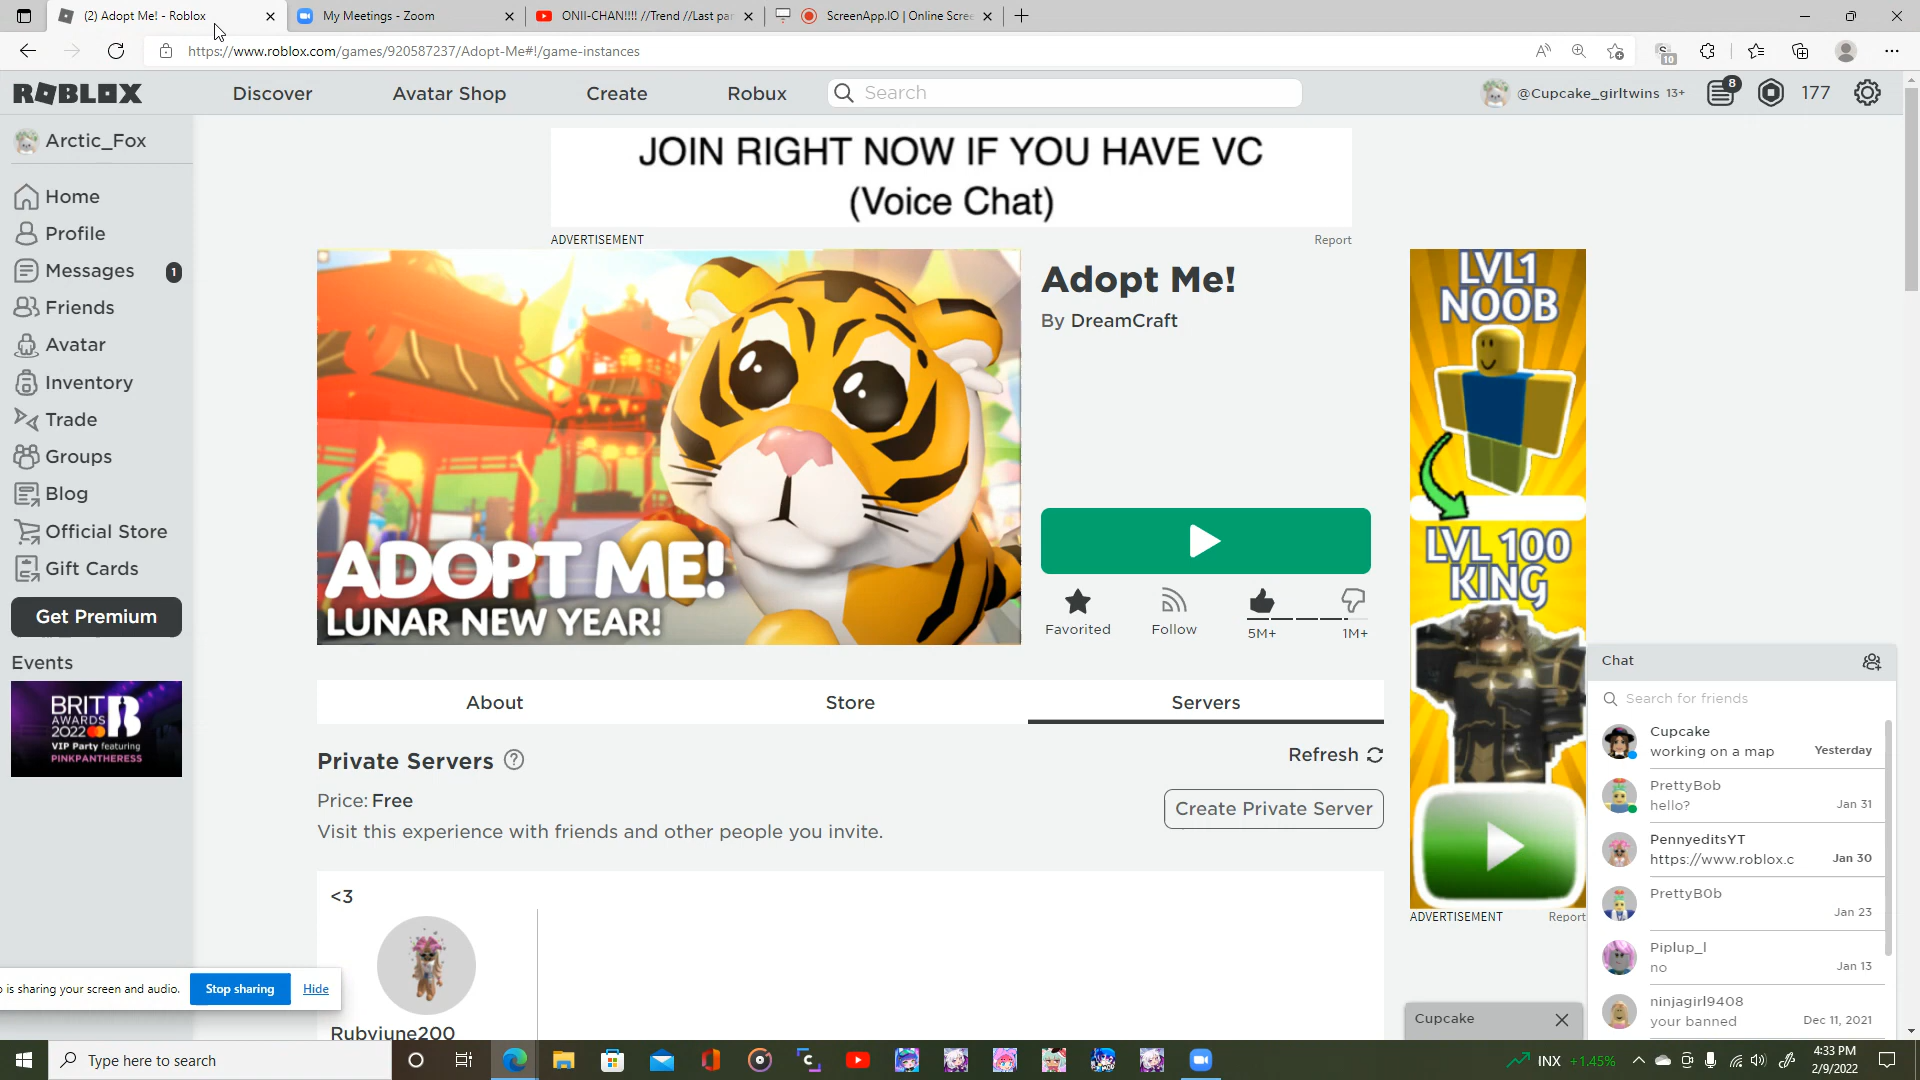 (2) Adopt Me! - Roblox
My Meetings - Zoom
ONII-CHAN!!!! //Trend //Last pa
ScreenApp.IO | Online Scree
https://www.roblox.com/games/920587237/Adopt-Me#!/game-instances
10
ROBLOX
Discover
Avatar Shop
Create
Robux
Search
@Cupcake_girltwins 13+
8
177
Arctic_Fox
Home
Profile
Messages 1
Friends
Avatar
Inventory
Trade
Groups
Blog
Official Store
Gift Cards
Get Premium
Events
BRIT
AWARDS
2022
VIP Party featuring
PINKPANTHERESS
JOIN RIGHT NOW IF YOU HAVE VC
(Voice Chat)
ADVERTISEMENT
Report
ADOPT ME!
LUNAR NEW YEAR!
Adopt Me!
By DreamCraft
Favorited
Follow
5M+
1M+
About
Store
Servers
Private Servers
Refresh
Price: Free
Create Private Server
Visit this experience with friends and other people you invite.
<3
Rubyjune200
LVL1
NOOB
LVL 100
KING
ADVERTISEMENT
Report
Chat
Search for friends
Cupcake
working on a map
Yesterday
PrettyBob
hello?
Jan 31
PennyeditsYT
https://www.roblox.c
Jan 30
PrettyB0b
Jan 23
Piplup_l
no
Jan 13
ninjagirl9408
your banned
Dec 11, 2021
Cupcake
is sharing your screen and audio.
Stop sharing
Hide
Type here to search
INX +1.45%
4:33 PM
2/9/2022